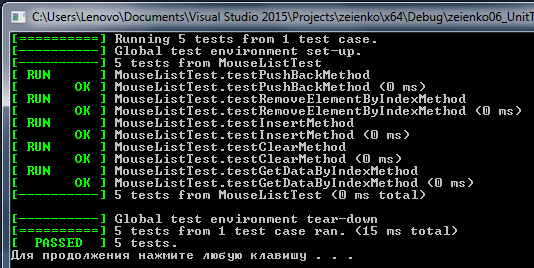 C:\Users\Lenovo\Documents\Visual Studio 2015\Projects\zeienko\x64\Debug\zeienko06_UnitT
[==========] Running 5 tests from 1 test case.
[----------] Global test environment set-up.
[----------] 5 tests from MouseListTest
[ RUN      ] MouseListTest.testPushBackMethod
[       OK ] MouseListTest.testPushBackMethod (0 ms)
[ RUN      ] MouseListTest.testRemoveElementByIndexMethod
[       OK ] MouseListTest.testRemoveElementByIndexMethod (0 ms)
[ RUN      ] MouseListTest.testInsertMethod
[       OK ] MouseListTest.testInsertMethod (0 ms)
[ RUN      ] MouseListTest.testClearMethod
[       OK ] MouseListTest.testClearMethod (0 ms)
[ RUN      ] MouseListTest.testGetDataByIndexMethod
[       OK ] MouseListTest.testGetDataByIndexMethod (0 ms)
[----------] 5 tests from MouseListTest (0 ms total)
[----------] Global test environment tear-down
[==========] 5 tests from 1 test case ran. (15 ms total)
[  PASSED  ] 5 tests.
Для продолжения нажмите любую клавишу . . .